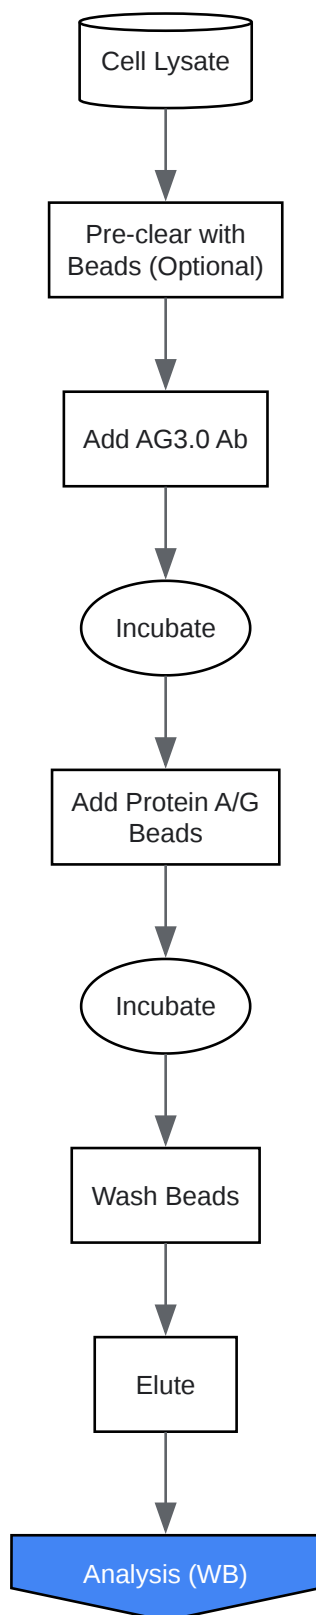 Cell Lysate
Pre-clear with
Beads (Optional)
Add AG3.0 Ab
Incubate
Add Protein A/G
Beads
Incubate
Wash Beads
Elute
Analysis (WB)